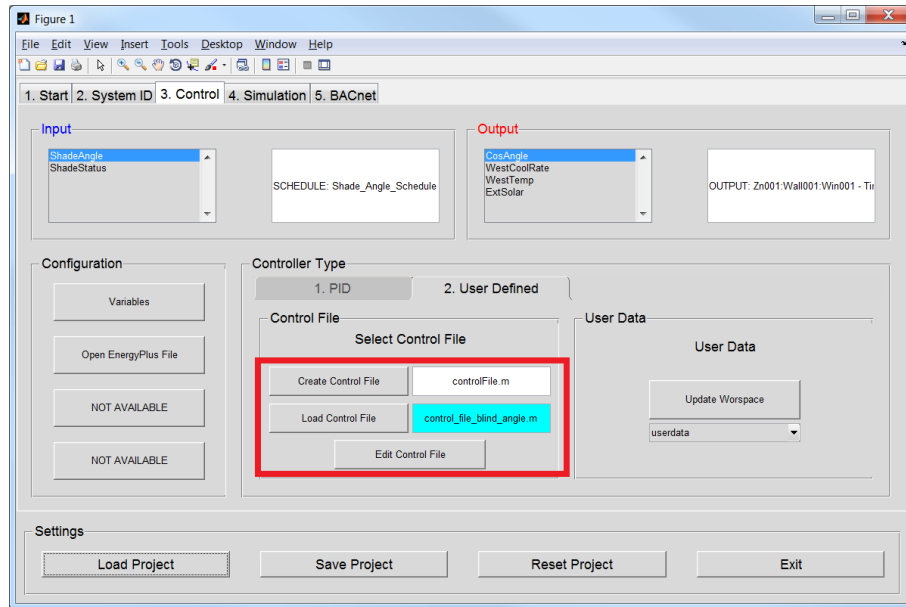 Figure 1
File Edit View Insert Tools Desktop Window Help
1. Start 2. System ID 3. Control 4. Simulation 5. BACnet
Input
Output
ShadeAngle
ShadeStatus
SCHEDULE: Shade_Angle_Schedule
CosAngle
WestCoolRate
WestTemp
ExtSolar
OUTPUT: Zn001:Wall001:Win001 - Tir
Configuration
Variables
Open EnergyPlus File
NOT AVAILABLE
NOT AVAILABLE
Controller Type
1. PID 2. User Defined
Control File
Select Control File
Create Control File controlFile.m
Load Control File control_file_blind_angle.m
Edit Control File
User Data
User Data
Update Worspace
userdata
Settings
Load Project Save Project Reset Project Exit